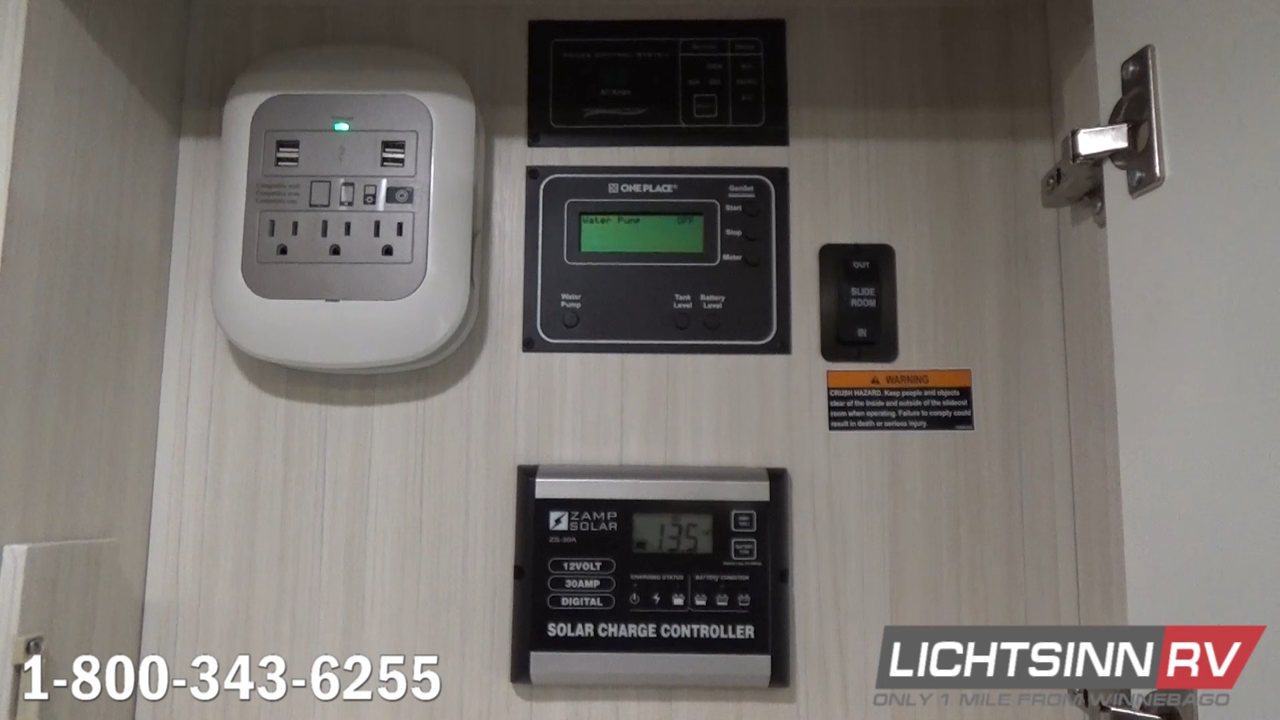 ONE PLACE®
GenSet
Start
Stop
Meter
Water Pump OFF
Water Pump
Tank Level
Battery Level
OUT
SLIDE
ROOM
IN
WARNING
CRUSH HAZARD. Keep people and objects
clear of the inside and outside of the slideout
room when operating. Failure to comply could
result in death or serious injury.
ZAMP
SOLAR
ZS-30A
13.5
12VOLT
30AMP
DIGITAL
CHARGING STATUS
BATTERY CONDITION
SOLAR CHARGE CONTROLLER
1-800-343-6255
LICHTSINN RV
ONLY 1 MILE FROM WINNEBAGO